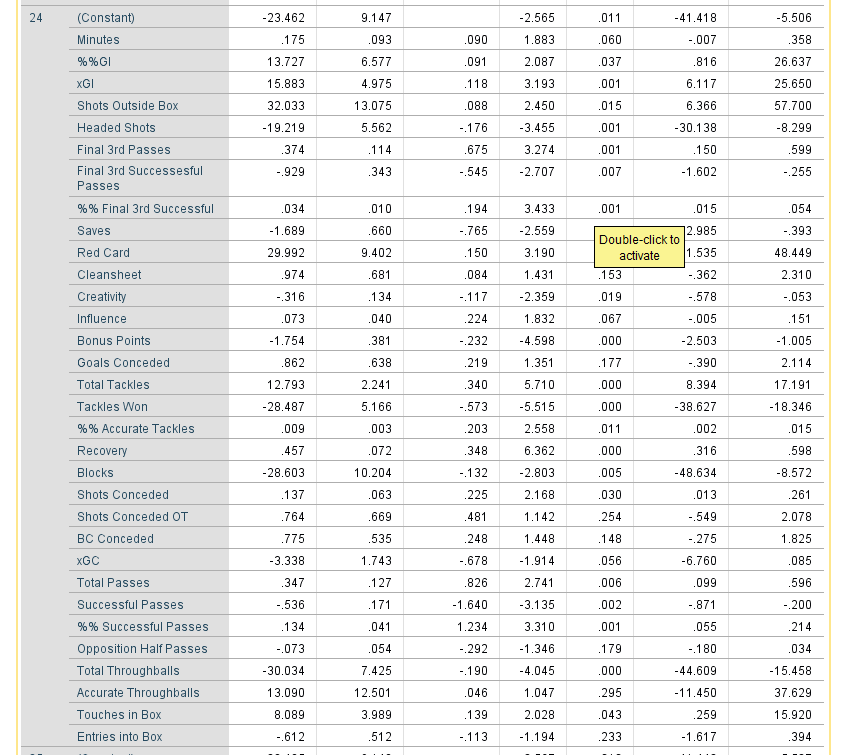 24 (Constant) -23.462 9.147 -2.565 .011 -41.418 -5.506
Minutes .175 .093 .090 1.883 .060 -.007 .358
%%GI 13.727 6.577 .091 2.087 .037 .816 26.637
xGI 15.883 4.975 .118 3.193 .001 6.117 25.650
Shots Outside Box 32.033 13.075 .088 2.450 .015 6.366 57.700
Headed Shots -19.219 5.562 -.176 -3.455 .001 -30.138 -8.299
Final 3rd Passes .374 .114 .675 3.274 .001 .150 .599
Final 3rd Successesful -.929 .343 -.545 -2.707 .007 -1.602 -.255
Passes
%% Final 3rd Successful .034 .010 .194 3.433 .001 .015 .054
Saves -1.689 .660 -.765 -2.559 2.985 -.393
Double-click to
activate
Red Card 29.992 9.402 .150 3.190 1.535 48.449
Cleansheet .974 .681 .084 1.431 .153 -.362 2.310
Creativity -.316 .134 -.117 -2.359 .019 -.578 -.053
Influence .073 .040 .224 1.832 .067 -.005 .151
Bonus Points -1.754 .381 -.232 -4.598 .000 -2.503 -1.005
Goals Conceded .862 .638 .219 1.351 .177 -.390 2.114
Total Tackles 12.793 2.241 .340 5.710 .000 8.394 17.191
Tackles Won -28.487 5.166 -.573 -5.515 .000 -38.627 -18.346
%% Accurate Tackles .009 .003 .203 2.558 .011 .002 .015
Recovery .457 .072 .348 6.362 .000 .316 .598
Blocks -28.603 10.204 -.132 -2.803 .005 -48.634 -8.572
Shots Conceded .137 .063 .225 2.168 .030 .013 .261
Shots Conceded OT .764 .669 .481 1.142 .254 -.549 2.078
BC Conceded .775 .535 .248 1.448 .148 -.275 1.825
xGC -3.338 1.743 -.678 -1.914 .056 -6.760 .085
Total Passes .347 .127 .826 2.741 .006 .099 .596
Successful Passes -.536 .171 -1.640 -3.135 .002 -.871 -.200
%% Successful Passes .134 .041 1.234 3.310 .001 .055 .214
Opposition Half Passes -.073 .054 -.292 -1.346 .179 -.180 .034
Total Throughballs -30.034 7.425 -.190 -4.045 .000 -44.609 -15.458
Accurate Throughballs 13.090 12.501 .046 1.047 .295 -11.450 37.629
Touches in Box 8.089 3.989 .139 2.028 .043 .259 15.920
Entries into Box -.612 .512 -.113 -1.194 .233 -1.617 .394